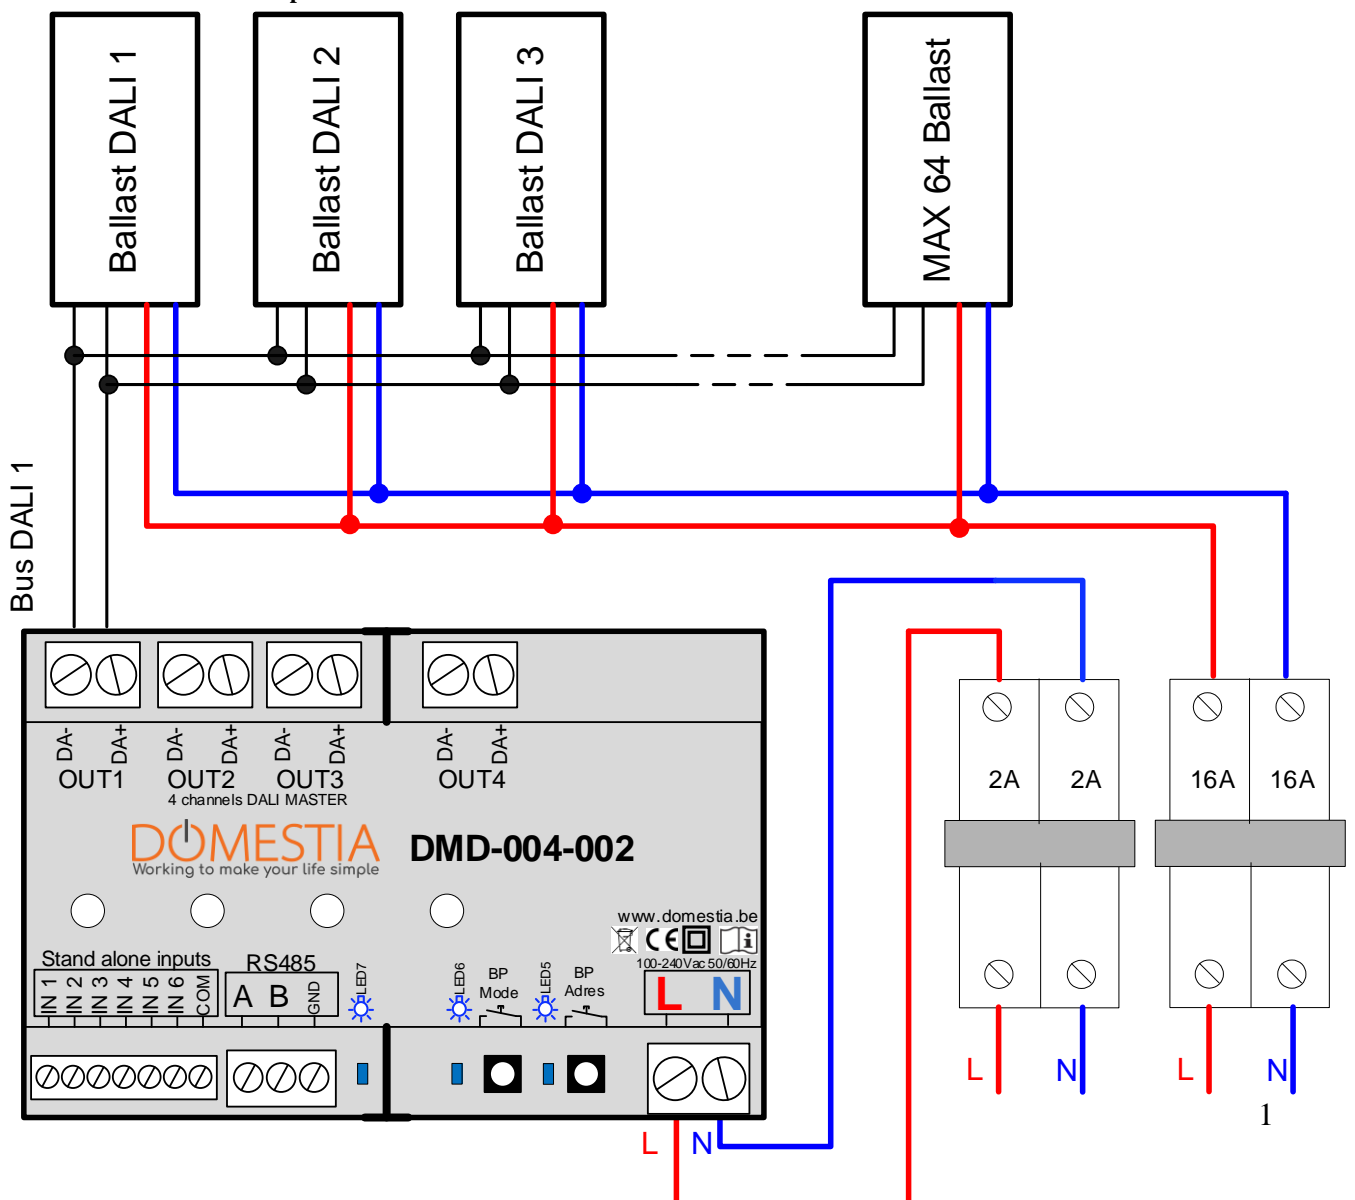 Ballast DALI 1
Ballast DALI 2
Ballast DALI 3
MAX 64 Ballast
Bus DALI 1
DA- DA+ DA- DA+ DA- DA+ DA- DA+
OUT1 OUT2 OUT3 OUT4
4 channels DALI MASTER
DOMESTIA
Working to make your life simple
DMD-004-002
2A 2A 16A 16A
www.domestia.be
CE i
100-240Vac 50/60Hz
Stand alone inputs
IN 1 IN 2 IN 3 IN 4 IN 5 IN 6 COM
RS485
A B GND
LED7
LED6
BP
Mode
LED5
BP
Adres
L N
L N L N
1
L N